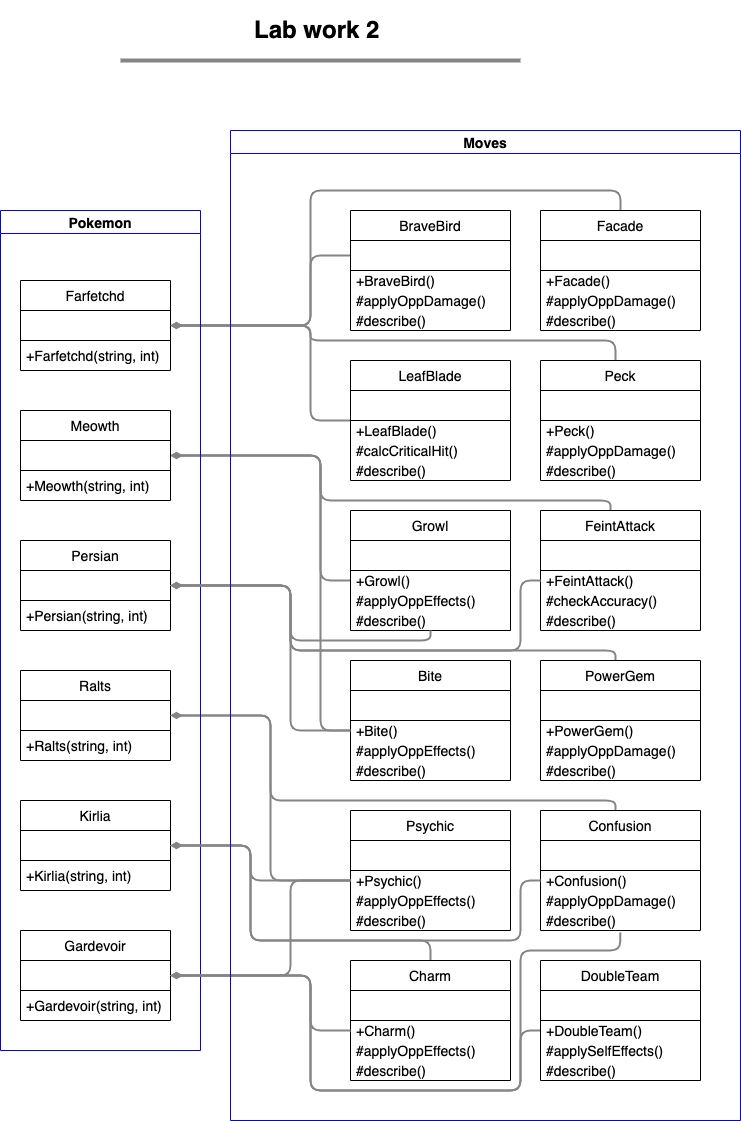 Lab work 2
Moves
Pokemon
Farfetchd
+Farfetchd(string, int)
Meowth
+Meowth(string, int)
Persian
+Persian(string, int)
Ralts
+Ralts(string, int)
Kirlia
+Kirlia(string, int)
Gardevoir
+Gardevoir(string, int)
BraveBird
+BraveBird()
#applyOppDamage()
#describe()
Facade
+Facade()
#applyOppDamage()
#describe()
LeafBlade
+LeafBlade()
#calcCriticalHit()
#describe()
Peck
+Peck()
#applyOppDamage()
#describe()
Growl
+Growl()
#applyOppEffects()
#describe()
FeintAttack
+FeintAttack()
#checkAccuracy()
#describe()
Bite
+Bite()
#applyOppEffects()
#describe()
PowerGem
+PowerGem()
#applyOppDamage()
#describe()
Psychic
+Psychic()
#applyOppEffects()
#describe()
Confusion
+Confusion()
#applyOppDamage()
#describe()
Charm
+Charm()
#applyOppEffects()
#describe()
DoubleTeam
+DoubleTeam()
#applySelfEffects()
#describe()